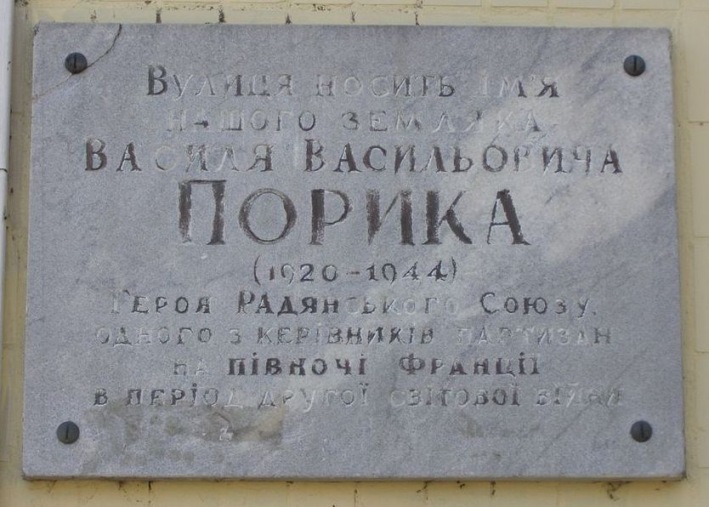 Вулиця носить ім'я
нашого земляка
Василя Васильовича
Порика
(1920-1944)
Героя Радянського Союзу,
одного з керівників партизан
на півночі Франції
в період другої світової війни